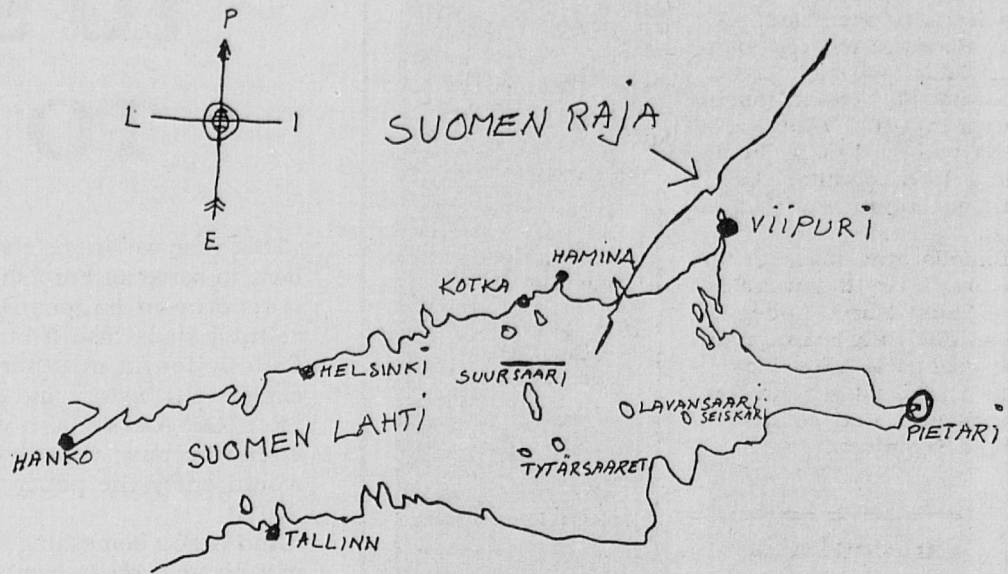 P
L I
E
SUOMEN RAJA
VIIPURI
HAMINA
KOTKA
HELSINKI
SUURSAARI
LAVANSAARI
SEISKARI
PIETARI
HANKO
SUOMEN LAHTI
TYTÄRSAARET
TALLINN